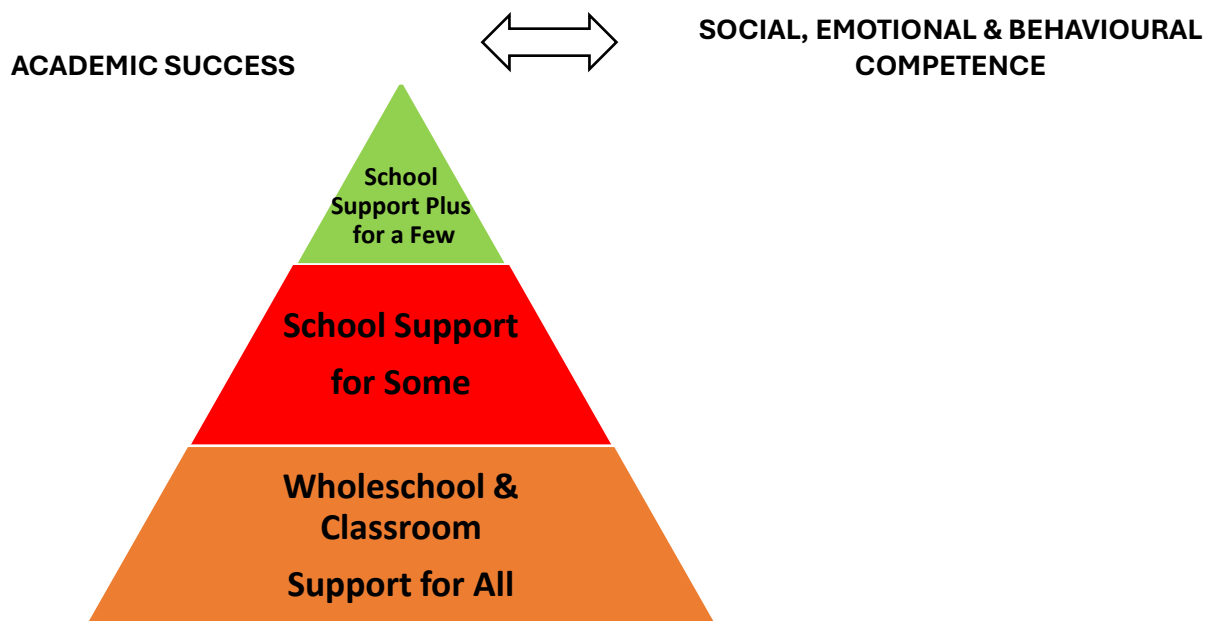 ACADEMIC SUCCESS
SOCIAL, EMOTIONAL & BEHAVIOURAL
COMPETENCE
School
Support Plus
for a Few
School Support
for Some
Wholeschool &
Classroom
Support for All